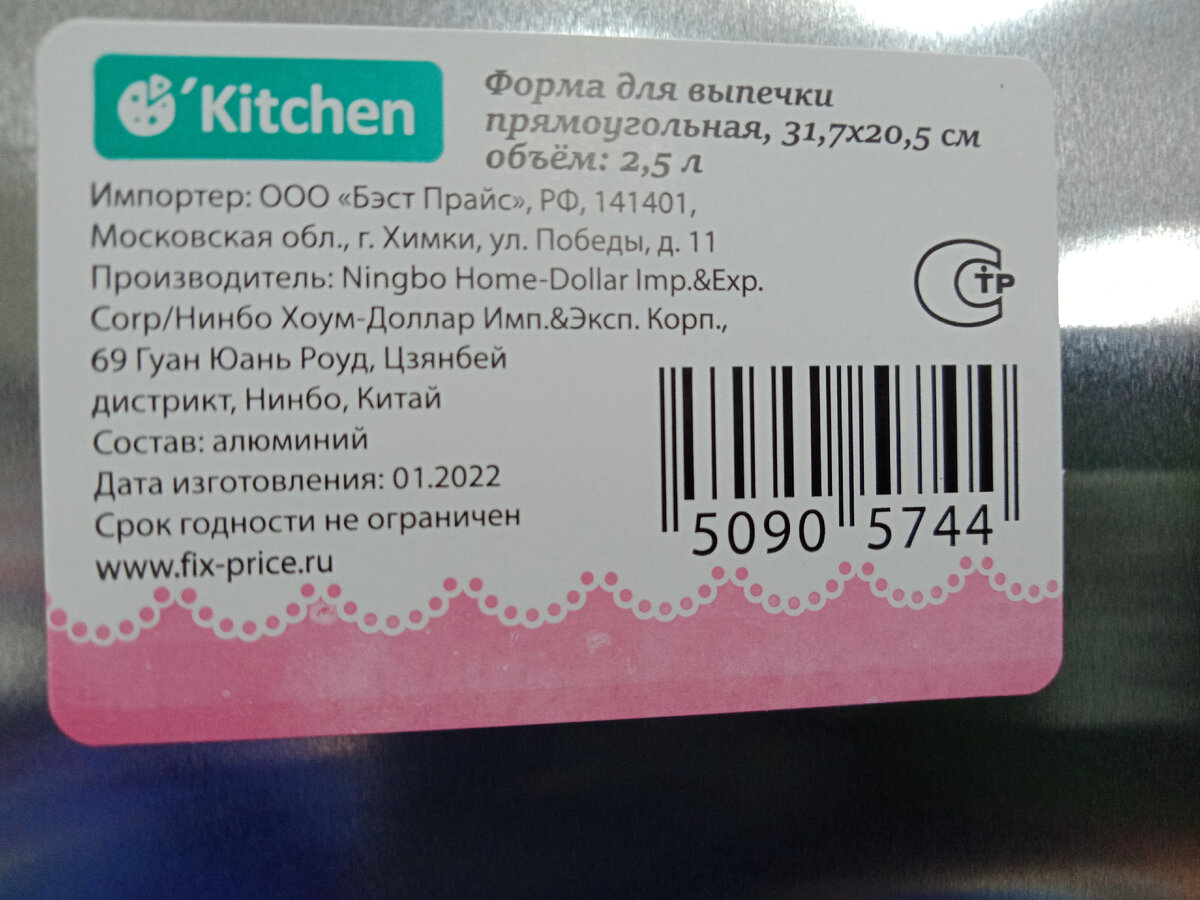 'Kitchen
Форма для выпечки
прямоугольная, 31,7х20,5 см
объём: 2,5 л
Импортер: ООО «Бэст Прайс», РФ, 141401,
Московская обл., г. Химки, ул. Победы, д. 11
Производитель: Ningbo Home-Dollar Imp.&Exp.
Corp/Нинбо Хоум-Доллар Имп.&Эксп. Корп.,
69 Гуан Юань Роуд, Цзянбей
дистрикт, Нинбо, Китай
Состав: алюминий
Дата изготовления: 01.2022
Срок годности не ограничен
www.fix-price.ru
СТР
5090 5744